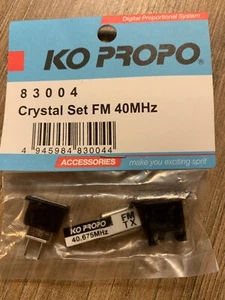 Digital Proportional System
KO PROPO®
83004
Crystal Set FM 40MHz
4 945984 830044
ACCESSORIES
make you exciting sprit
KO PROPO
40.675MHz
FM
TX